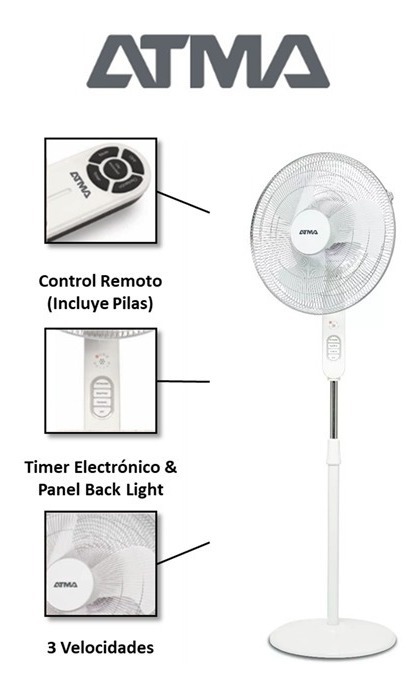 ATMA
ATMA
ATMA
Control Remoto
(Incluye Pilas)
Timer Electrónico &
Panel Back Light
ATMA
3 Velocidades